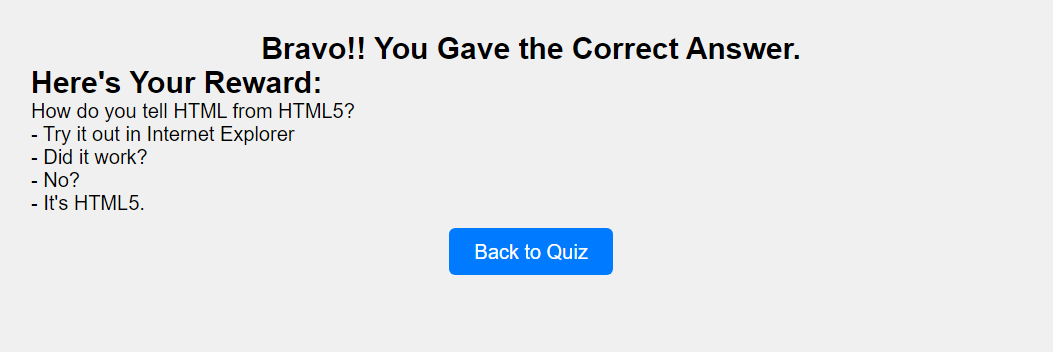 Bravo!! You Gave the Correct Answer.
Here's Your Reward:
How do you tell HTML from HTML5?
- Try it out in Internet Explorer
- Did it work?
- No?
- It's HTML5.
Back to Quiz